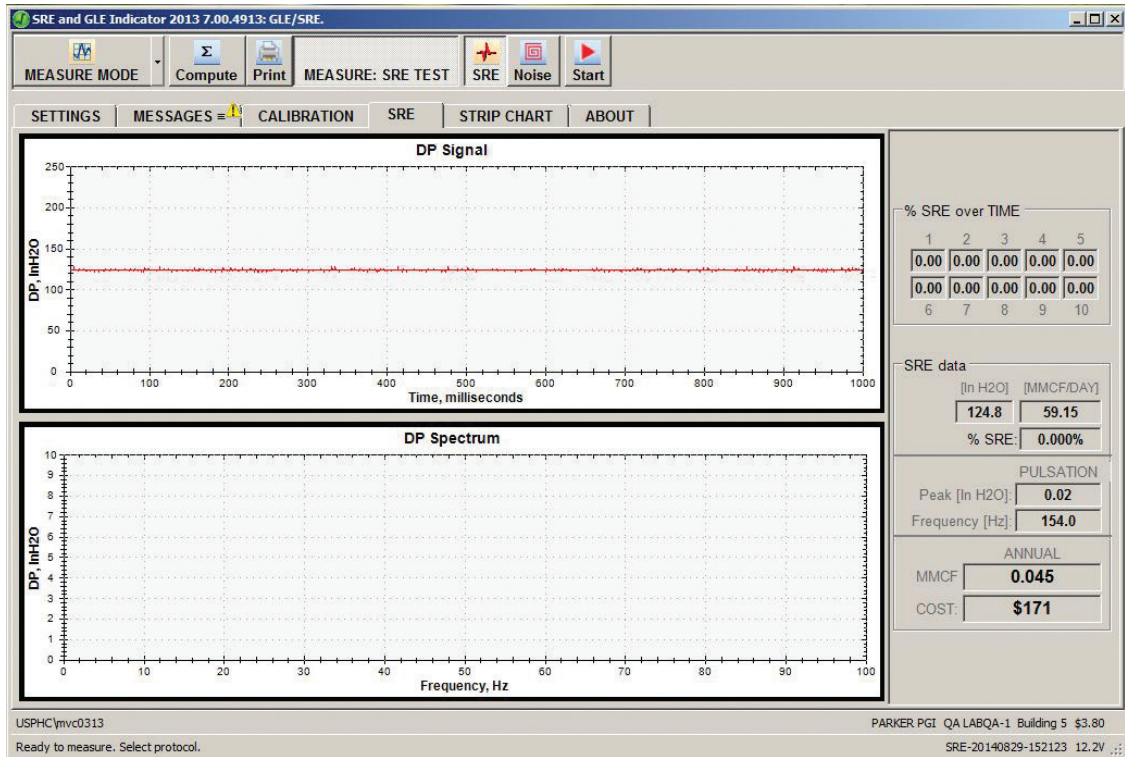 SRE and GLE Indicator 2013 7.00.4913: GLE/SRE.
MEASURE MODE Σ Compute Print MEASURE: SRE TEST SRE Noise Start
SETTINGS MESSAGES = ! CALIBRATION SRE STRIP CHART ABOUT
DP Signal
DP, InH2O
250
200
150
100
50
0
0 100 200 300 400 500 600 700 800 900 1000
Time, milliseconds
DP Spectrum
DP, InH2O
10
9
8
7
6
5
4
3
2
1
0
0 10 20 30 40 50 60 70 80 90 100
Frequency, Hz
% SRE over TIME
1 2 3 4 5
0.00 0.00 0.00 0.00 0.00
0.00 0.00 0.00 0.00 0.00
6 7 8 9 10
SRE data
[In H2O] [MMCF/DAY]
124.8 59.15
% SRE: 0.000%
PULSATION
Peak [In H2O]: 0.02
Frequency [Hz]: 154.0
ANNUAL
MMCF 0.045
COST: $171
USPHC\mvc0313 PARKER PGI QA LABQA-1 Building 5 $3.80
Ready to measure. Select protocol. SRE-20140829-152123 12.2V